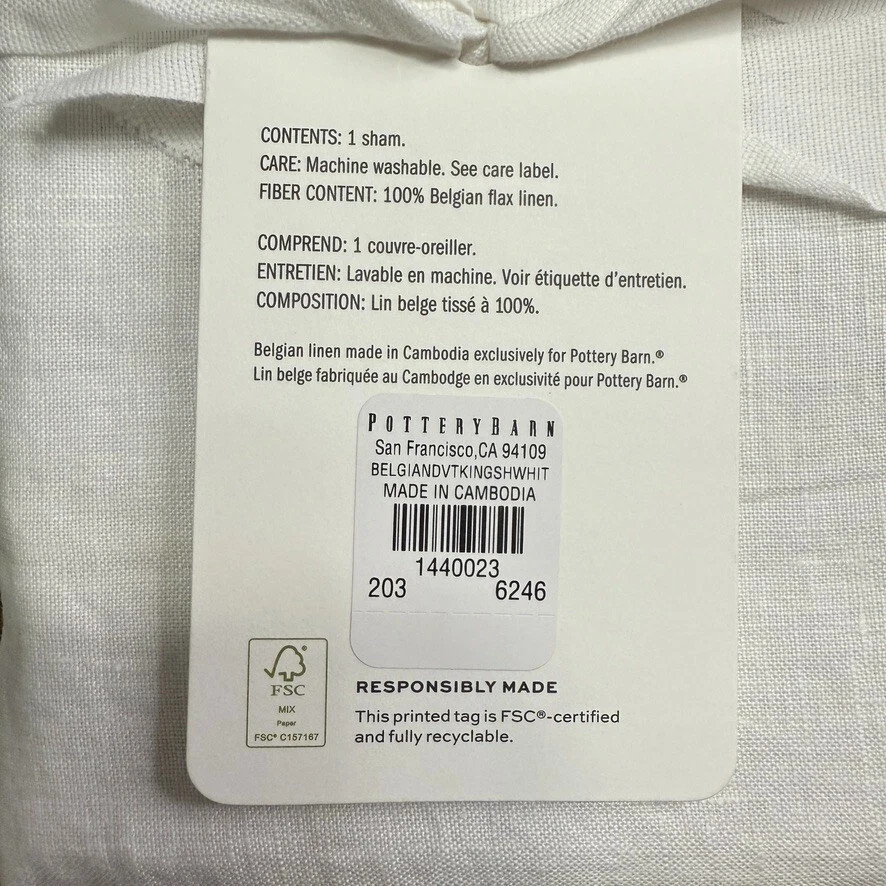 CONTENTS: 1 sham.
CARE: Machine washable. See care label.
FIBER CONTENT: 100% Belgian flax linen.
COMPREND: 1 couvre-oreiller.
ENTRETIEN: Lavable en machine. Voir étiquette d'entretien.
COMPOSITION: Lin belge tissé à 100%.
Belgian linen made in Cambodia exclusively for Pottery Barn.®
Lin belge fabriquée au Cambodge en exclusivité pour Pottery Barn.®
POTTERY BARN
San Francisco,CA 94109
BELGIANDVTKINGSHWHIT
MADE IN CAMBODIA
1440023
203 6246
FSC
MIX
Paper
FSC® C157167
RESPONSIBLY MADE
This printed tag is FSC®-certified
and fully recyclable.